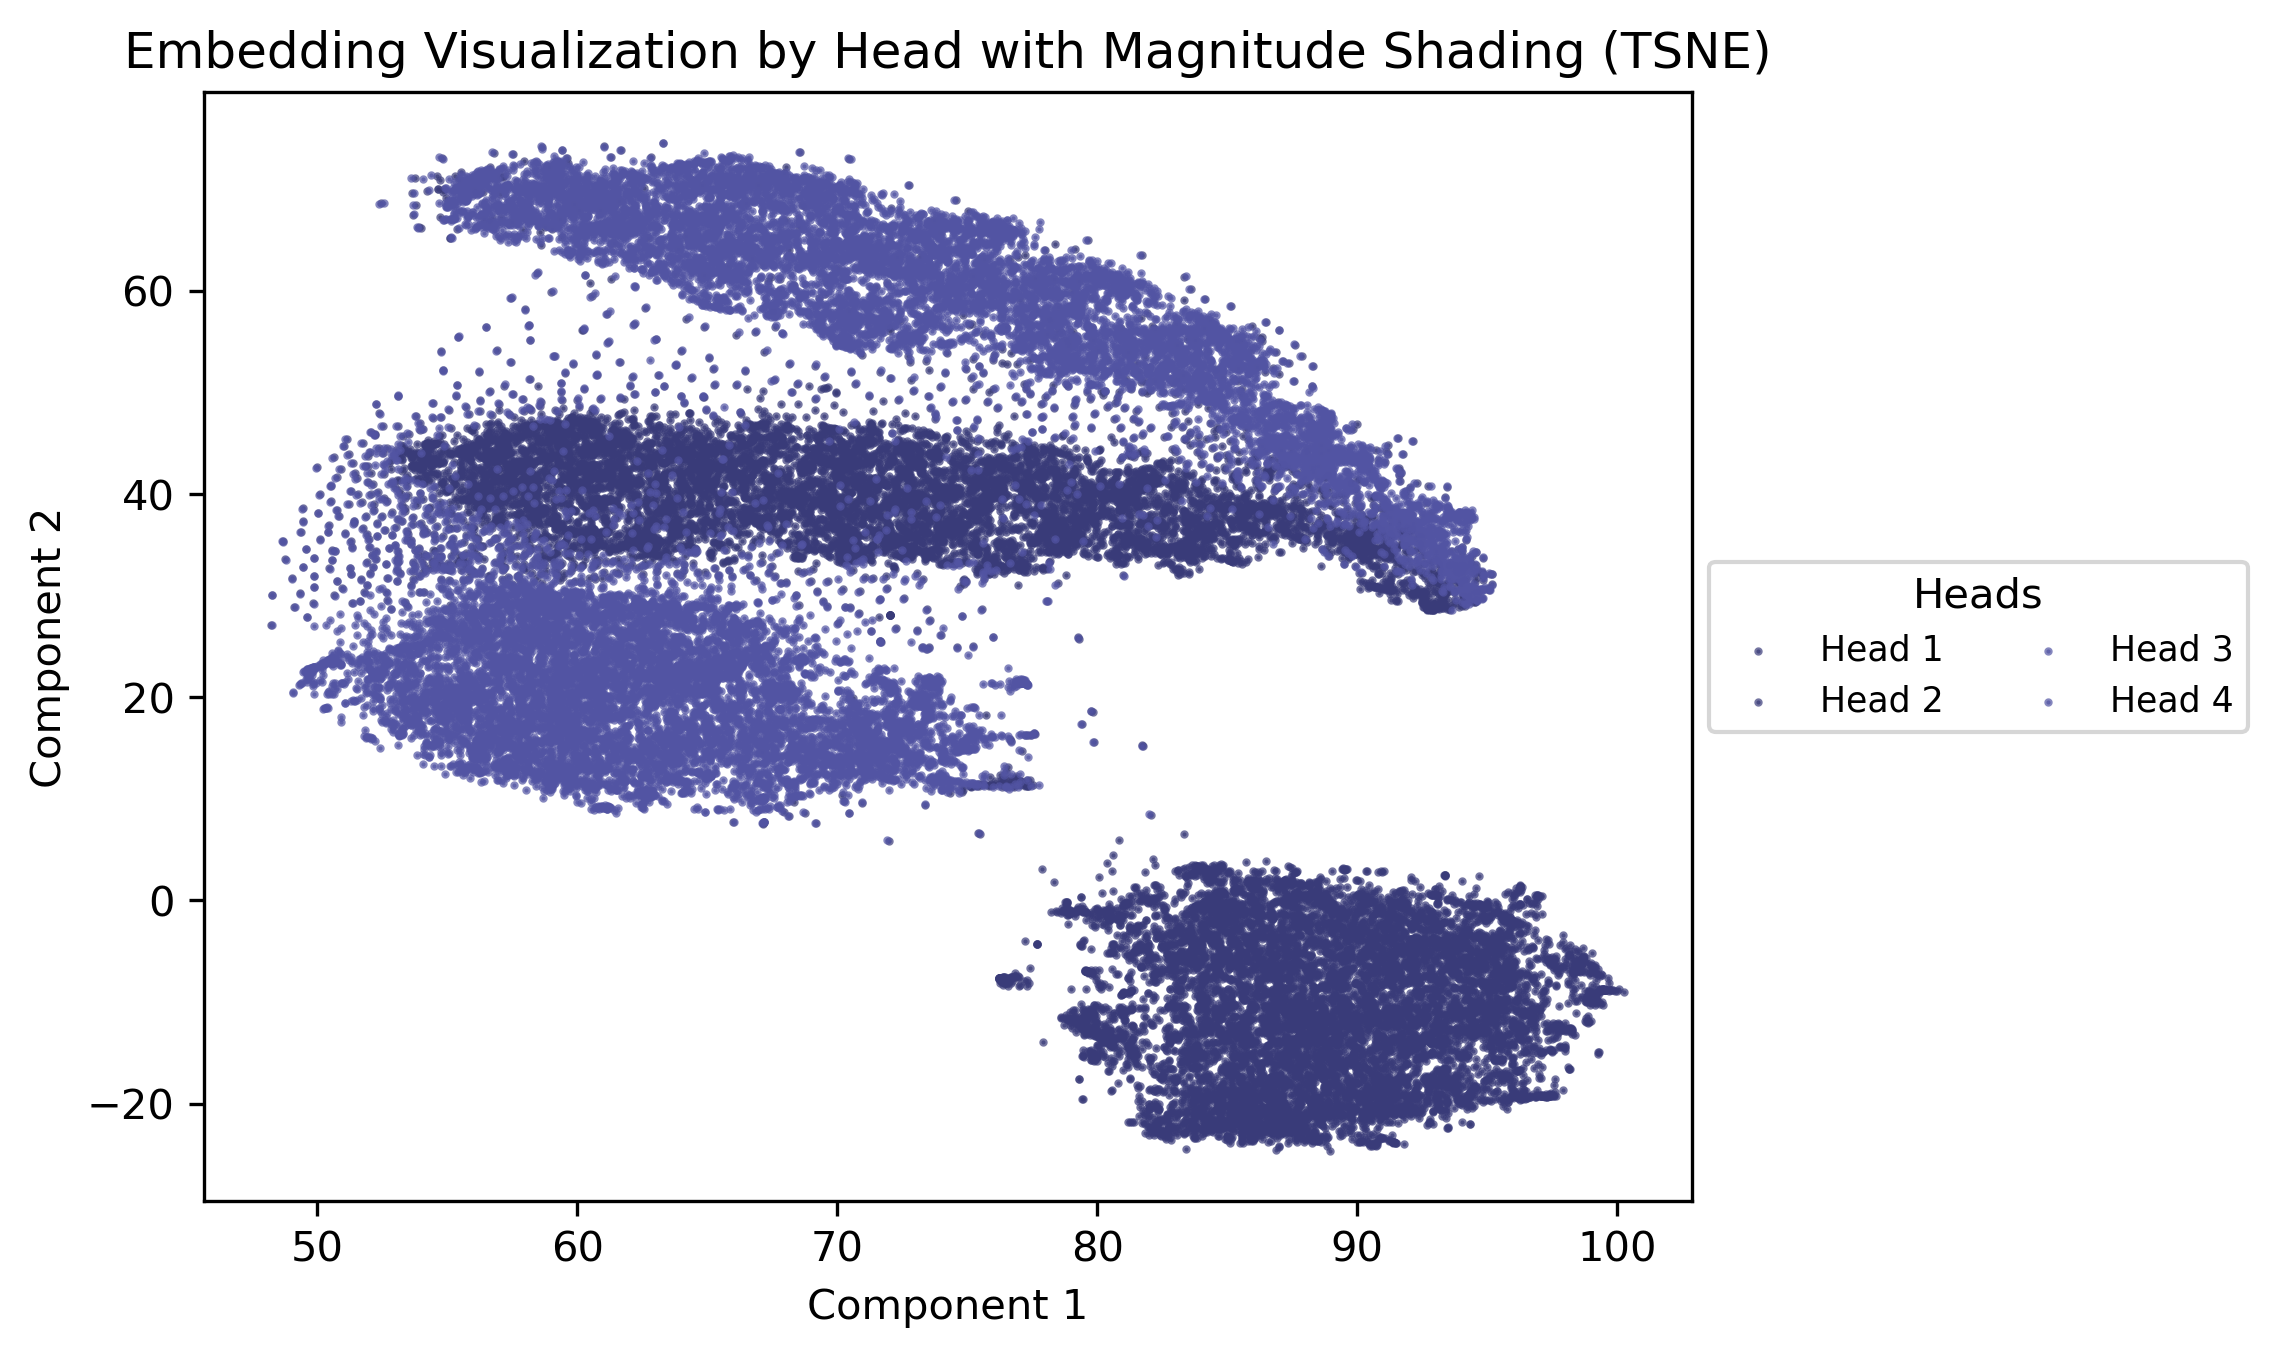 Embedding Visualization by Head with Magnitude Shading (TSNE)
Component 2
60
40
20
0
−20
50 60 70 80 90 100
Component 1
Heads
Head 1 Head 3
Head 2 Head 4